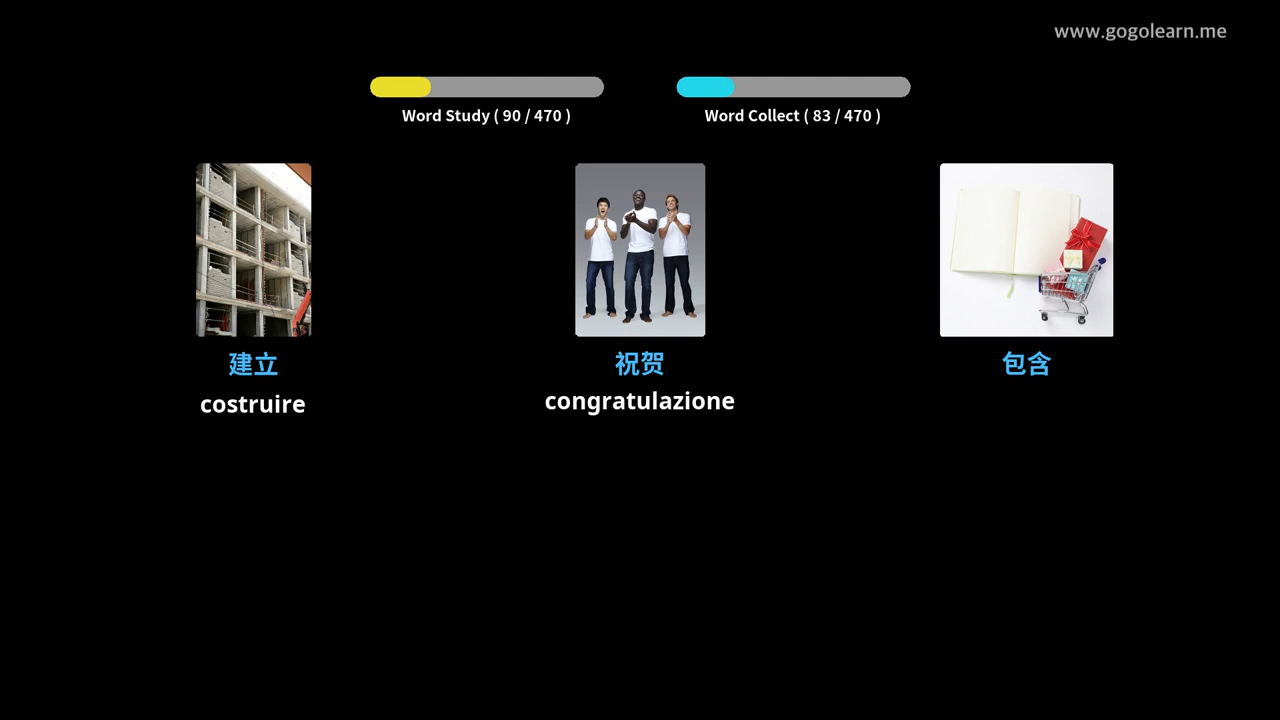 www.gogolearn.me
Word Study ( 90 / 470 )
Word Collect ( 83 / 470 )
建立
祝贺
包含
costruire
congratulazione